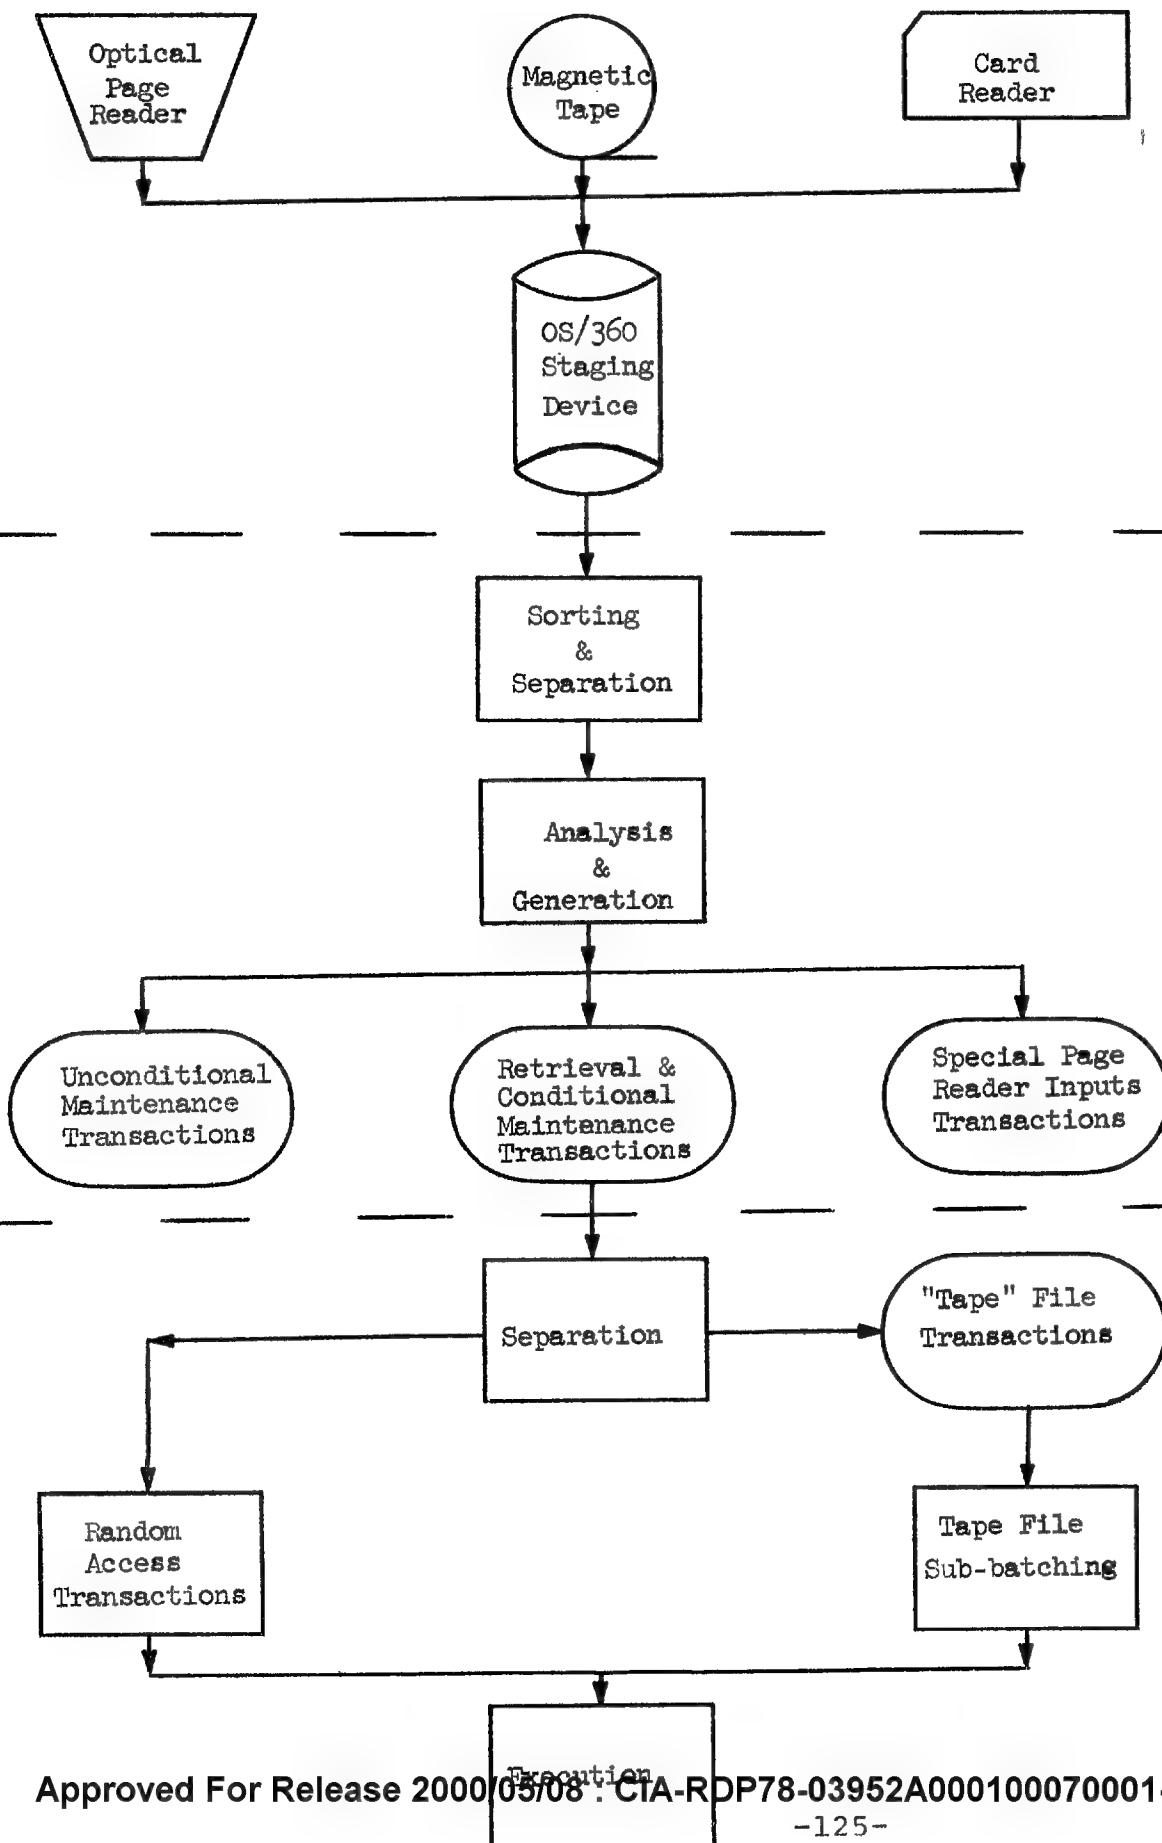 Optical
Page
Reader
Magnetic
Tape
Card
Reader
OS/360
Staging
Device
Sorting
&
Separation
Analysis
&
Generation
Unconditional
Maintenance
Transactions
Retrieval &
Conditional
Maintenance
Transactions
Special Page
Reader Inputs
Transactions
Separation
"Tape" File
Transactions
Random
Access
Transactions
Tape File
Sub-batching
Execution
Approved For Release 2000/05/08 : CIA-RDP78-03952A000100070001-
-125-